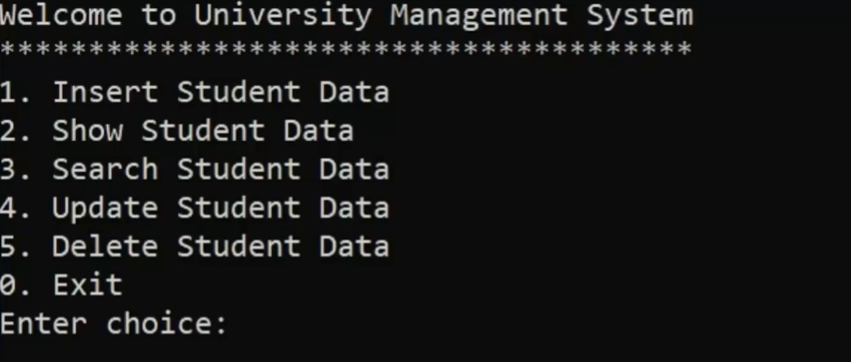 Welcome to University Management System
***************************************
1. Insert Student Data
2. Show Student Data
3. Search Student Data
4. Update Student Data
5. Delete Student Data
0. Exit
Enter choice: